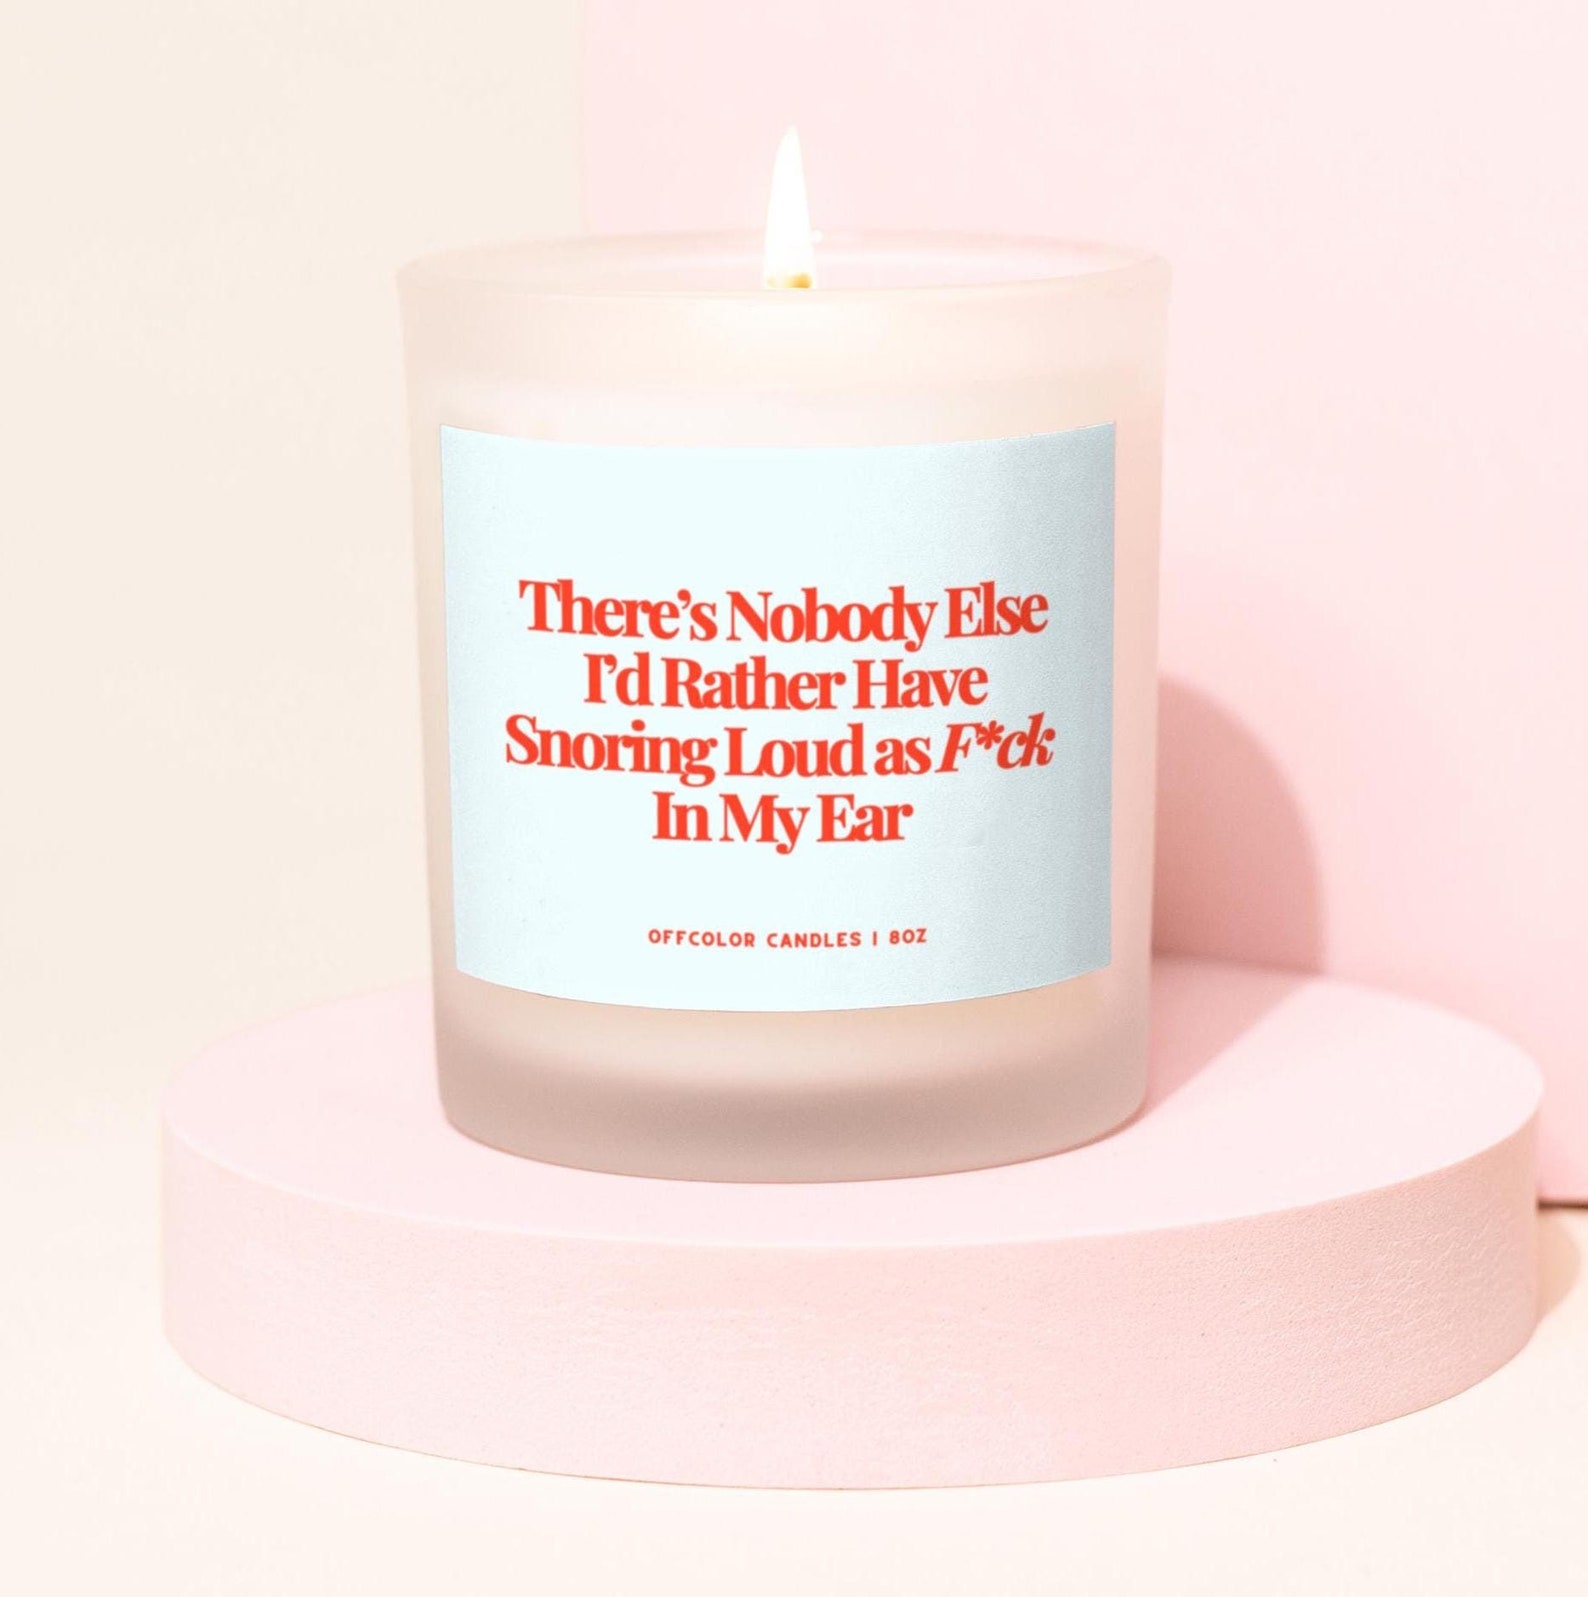 There's Nobody Else
I'd Rather Have
Snoring Loud as F*ck
In My Ear
OFFCOLOR CANDLES | 8OZ